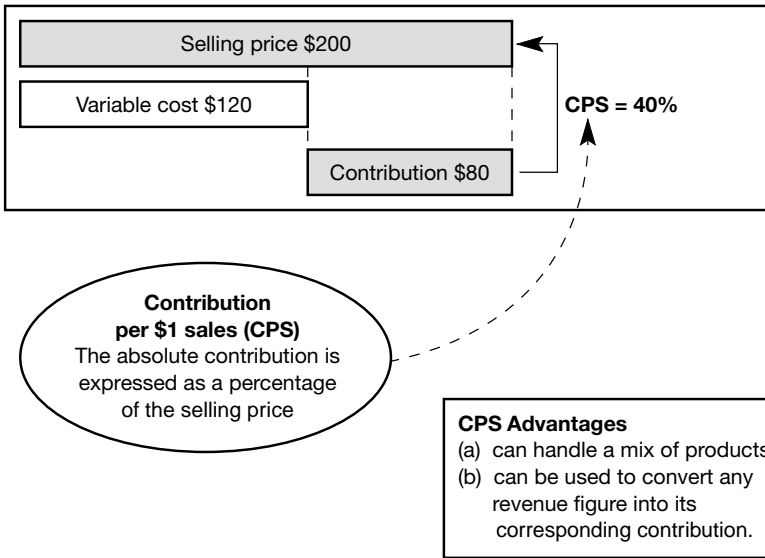 Selling price $200
Variable cost $120
CPS = 40%
Contribution $80
Contribution
per $1 sales (CPS)
The absolute contribution is
expressed as a percentage
of the selling price
CPS Advantages
(a) can handle a mix of products
(b) can be used to convert any
revenue figure into its
corresponding contribution.